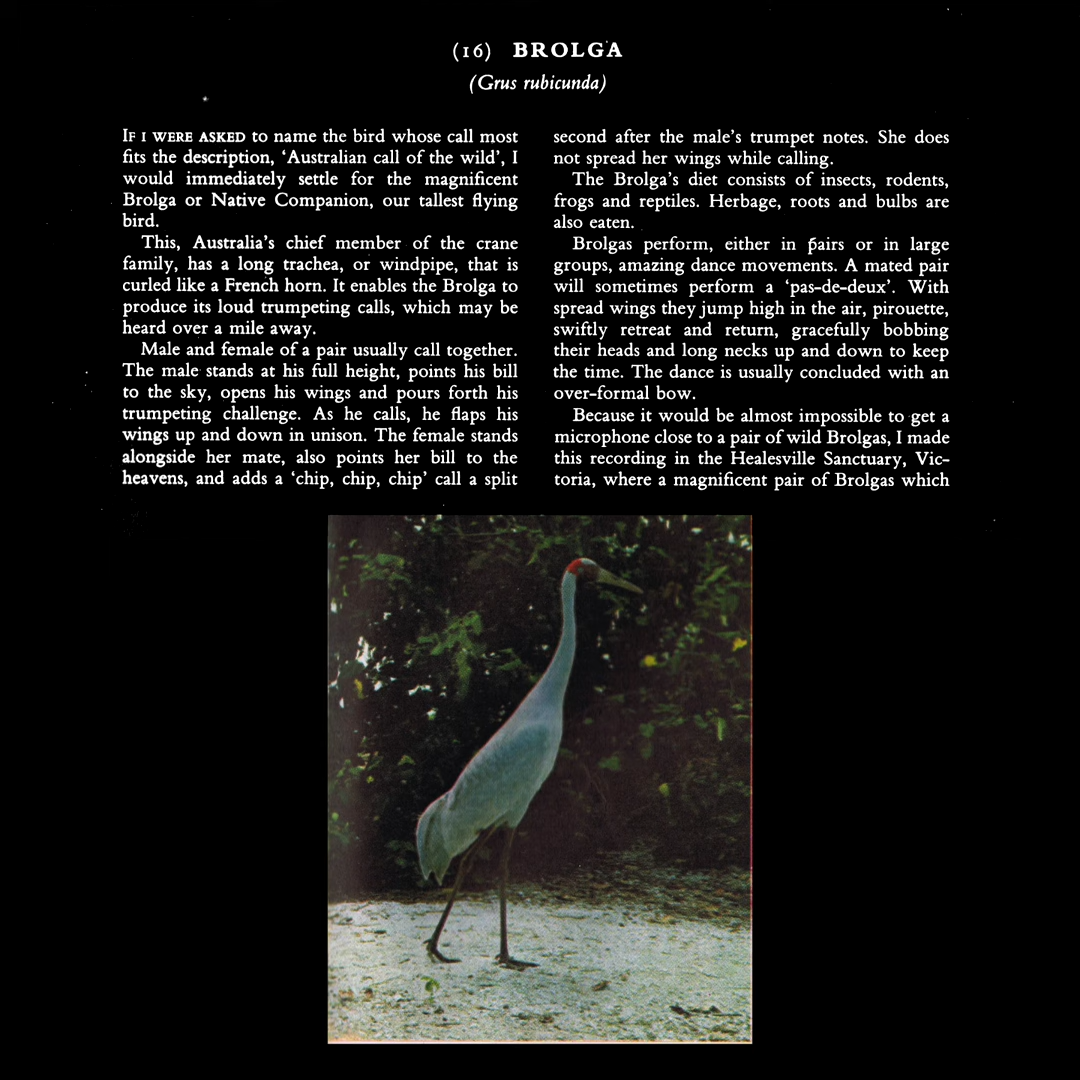 (16) BROLGA
(Grus rubicunda)
IF I WERE ASKED to name the bird whose call most
fits the description, ‘Australian call of the wild’, I
would immediately settle for the magnificent
Brolga or Native Companion, our tallest flying
bird.
This, Australia’s chief member of the crane
family, has a long trachea, or windpipe, that is
curled like a French horn. It enables the Brolga to
produce its loud trumpeting calls, which may be
heard over a mile away.
Male and female of a pair usually call together.
The male stands at his full height, points his bill
to the sky, opens his wings and pours forth his
trumpeting challenge. As he calls, he flaps his
wings up and down in unison. The female stands
alongside her mate, also points her bill to the
heavens, and adds a ‘chip, chip, chip’ call a split
second after the male’s trumpet notes. She does
not spread her wings while calling.
The Brolga’s diet consists of insects, rodents,
frogs and reptiles. Herbage, roots and bulbs are
also eaten.
Brolgas perform, either in pairs or in large
groups, amazing dance movements. A mated pair
will sometimes perform a ‘pas-de-deux’. With
spread wings they jump high in the air, pirouette,
swiftly retreat and return, gracefully bobbing
their heads and long necks up and down to keep
the time. The dance is usually concluded with an
over-formal bow.
Because it would be almost impossible to get a
microphone close to a pair of wild Brolgas, I made
this recording in the Healesville Sanctuary, Vic-
toria, where a magnificent pair of Brolgas which